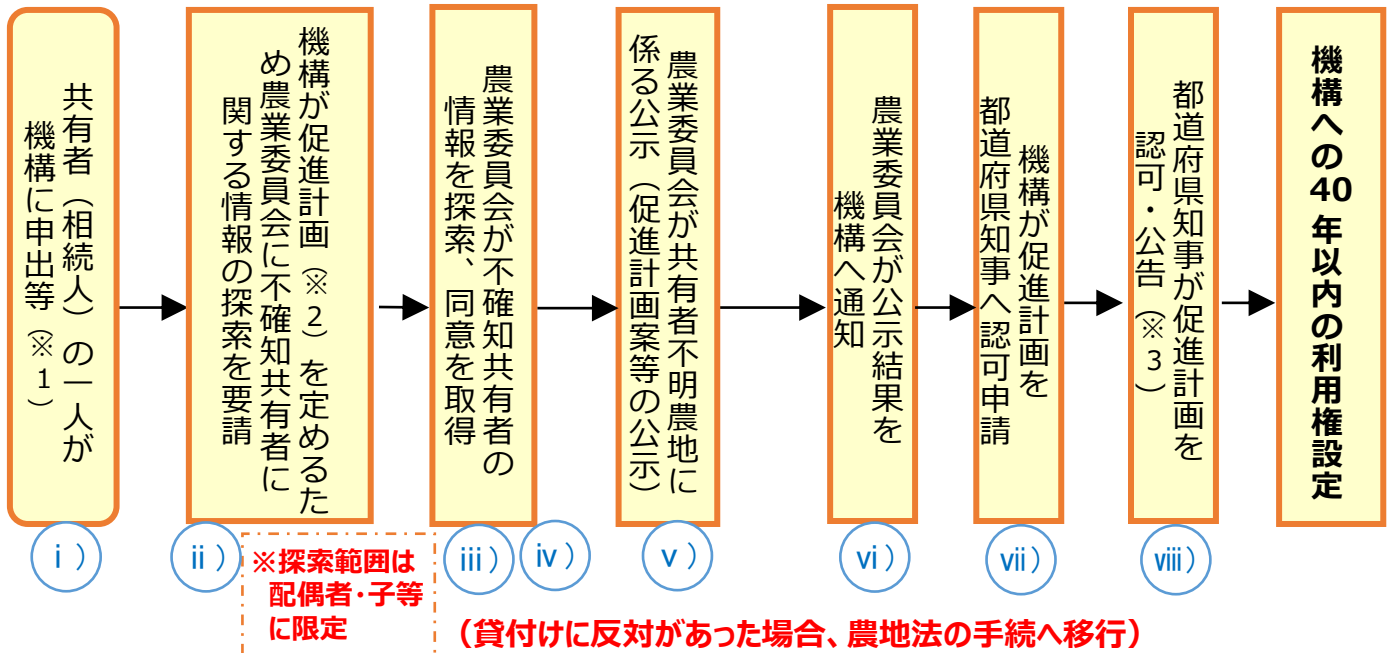 共有者（相続人）の一人が
機構に申出等（※１）
機構が促進計画（※２）を定めるた
め農業委員会に不確知共有者に
関する情報の探索を要請
農業委員会が不確知共有者の
情報を探索、同意を取得
農業委員会が共有者不明農地に
係る公示（促進計画案等の公示）
農業委員会が公示結果を
機構へ通知
機構が促進計画を
都道府県知事へ認可申請
都道府県知事が促進計画を
認可・公告（※３）
機構への40年以内の利用権設定
ⅰ）
ⅱ）
ⅲ）
ⅳ）
ⅴ）
ⅵ）
ⅶ）
ⅷ）
※探索範囲は
配偶者・子等
に限定
（貸付けに反対があった場合、農地法の手続へ移行）